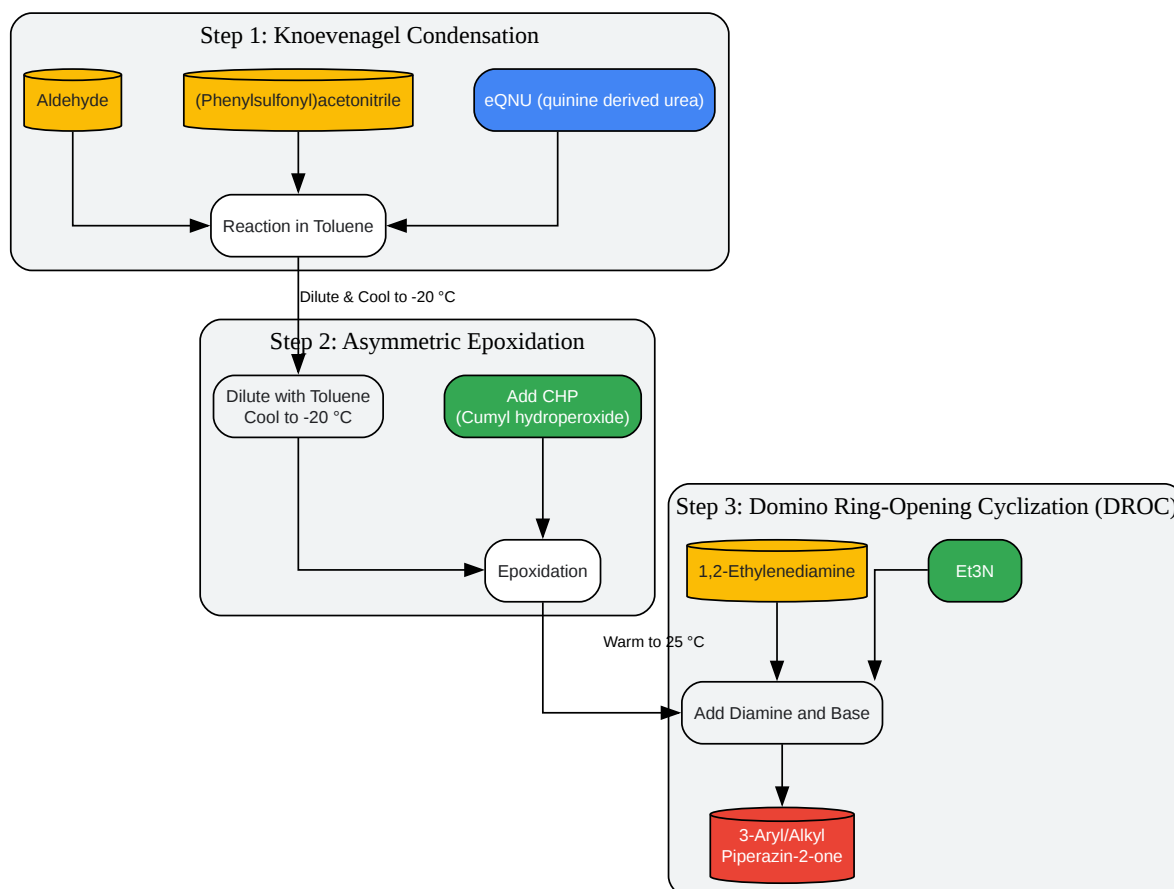 Step 1: Knoevenagel Condensation
Aldehyde
(Phenylsulfonyl)acetonitrile
eQNU (quinine derived urea)
Reaction in Toluene
Dilute & Cool to -20 °C
Step 2: Asymmetric Epoxidation
Dilute with Toluene
Cool to -20 °C
Add CHP
(Cumyl hydroperoxide)
Epoxidation
Warm to 25 °C
Step 3: Domino Ring-Opening Cyclization (DROC)
1,2-Ethylenediamine
Et3N
Add Diamine and Base
3-Aryl/Alkyl
Piperazin-2-one